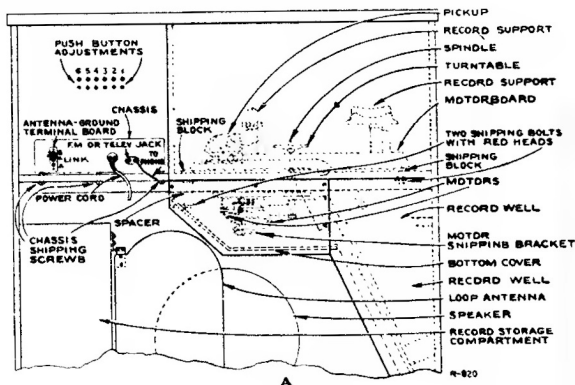 PUSH BUTTON
ADJUSTMENTS
6 5 4 3 2 1
ANTENNA-GROUND
TERMINAL BOARD
CHASSIS
F.M OR TELEV JACK
LINK
TO
PHONO
SHIPPING
BLOCK
POWER CORD
SPACER
CHASSIS
SHIPPING
SCREWS
PICKUP
RECORD SUPPORT
SPINDLE
TURNTABLE
RECORD SUPPORT
MOTORBOARD
TWO SHIPPING BOLTS
WITH RED HEADS
SHIPPING
BLOCK
MOTORS
RECORD WELL
MOTOR
SHIPPING BRACKET
BOTTOM COVER
RECORD WELL
LOOP ANTENNA
SPEAKER
RECORD STORAGE
COMPARTMENT
R-820
A